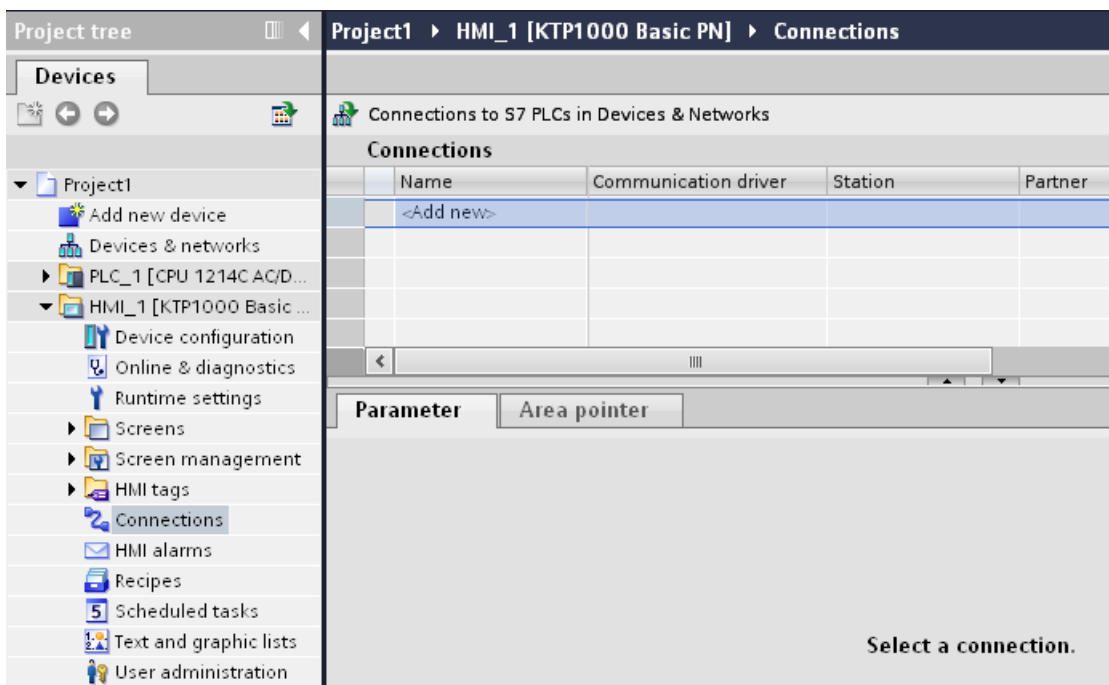 Project tree
Project1 ▸ HMI_1 [KTP1000 Basic PN] ▸ Connections
Devices
Connections to S7 PLCs in Devices & Networks
Connections
Name Communication driver Station Partner
<Add new>
Project1
Add new device
Devices & networks
PLC_1 [CPU 1214C AC/D...
HMI_1 [KTP1000 Basic ...
Device configuration
Online & diagnostics
Runtime settings
Screens
Screen management
HMI tags
Connections
HMI alarms
Recipes
Scheduled tasks
Text and graphic lists
User administration
Parameter Area pointer
Select a connection.